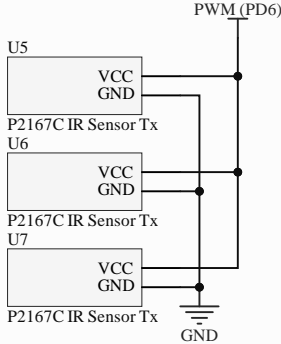 PWM (PD6)
U5
VCC
GND
P2167C IR Sensor Tx
U6
VCC
GND
P2167C IR Sensor Tx
U7
VCC
GND
P2167C IR Sensor Tx
GND